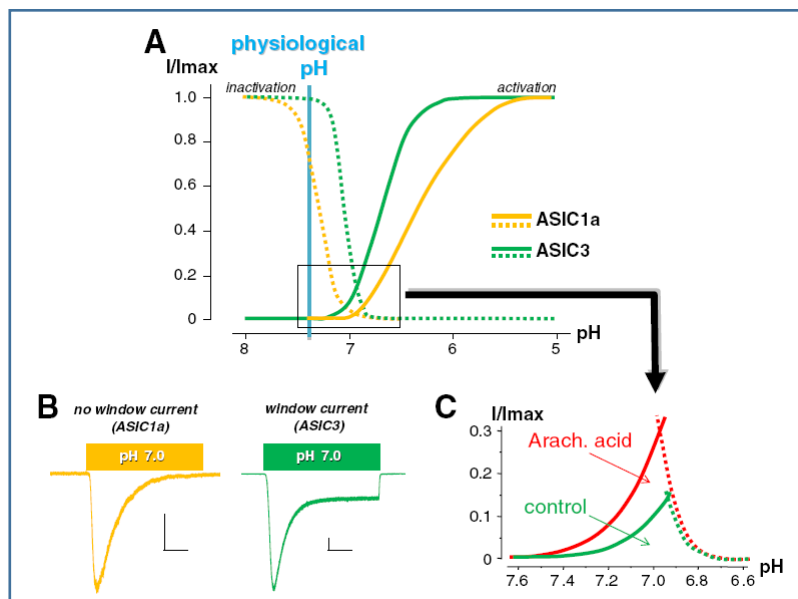 A
physiological
pH
I/Imax
inactivation
activation
1.0
0.8
0.6
0.4
0.2
0
ASIC1a
ASIC3
8
7
6
5
pH
B
no window current
(ASIC1a)
pH 7.0
window current
(ASIC3)
pH 7.0
C
I/Imax
0.3
0.2
0.1
0
Arach. acid
control
7.6
7.4
7.2
7.0
6.8
6.6
pH